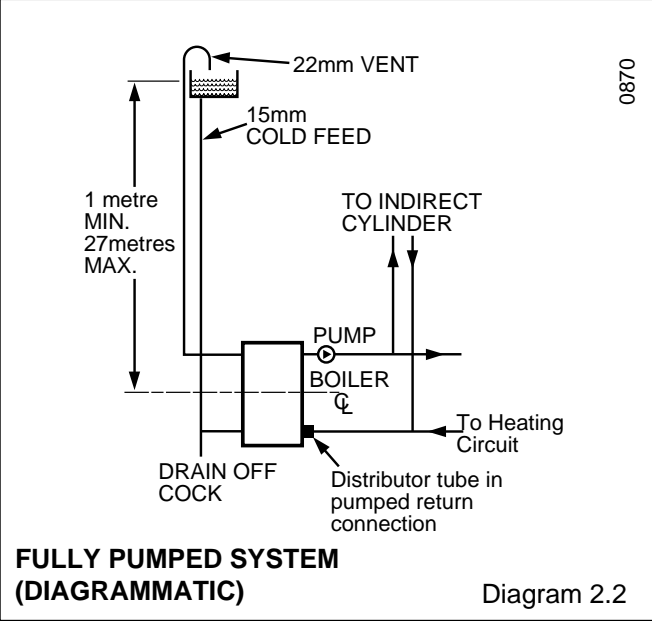 22mm VENT
0870
15mm
COLD FEED
1 metre
MIN.
27metres
MAX.
TO INDIRECT
CYLINDER
PUMP
BOILER
℄
To Heating
Circuit
DRAIN OFF
COCK
Distributor tube in
pumped return
connection
FULLY PUMPED SYSTEM
(DIAGRAMMATIC)
Diagram 2.2